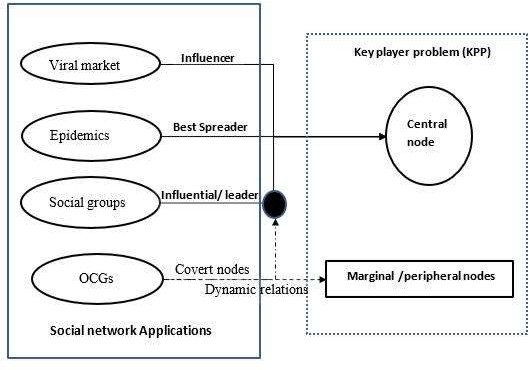 Key player problem (KPP)
Viral market
Influencer
Epidemics
Best Spreader
Central
node
Social groups
Influential/ leader
OCGs
Covert nodes
Dynamic relations
Marginal /peripheral nodes
Social network Applications